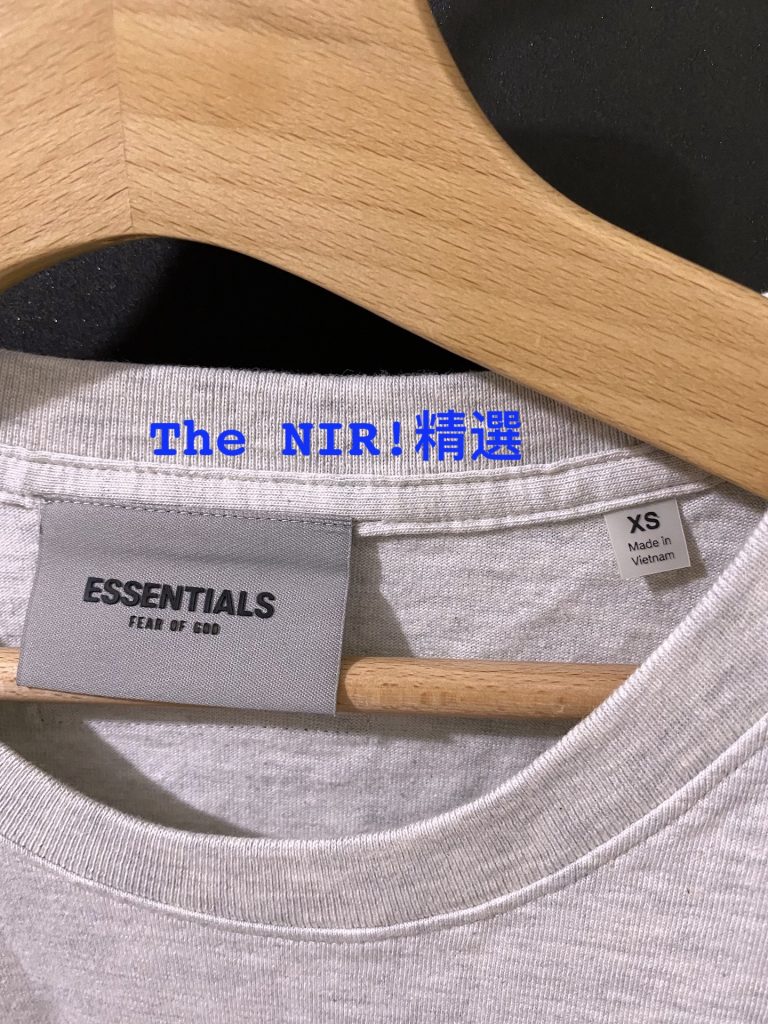 The NIR!精選
ESSENTIALS
FEAR OF GOD
XS
Made in
Vietnam